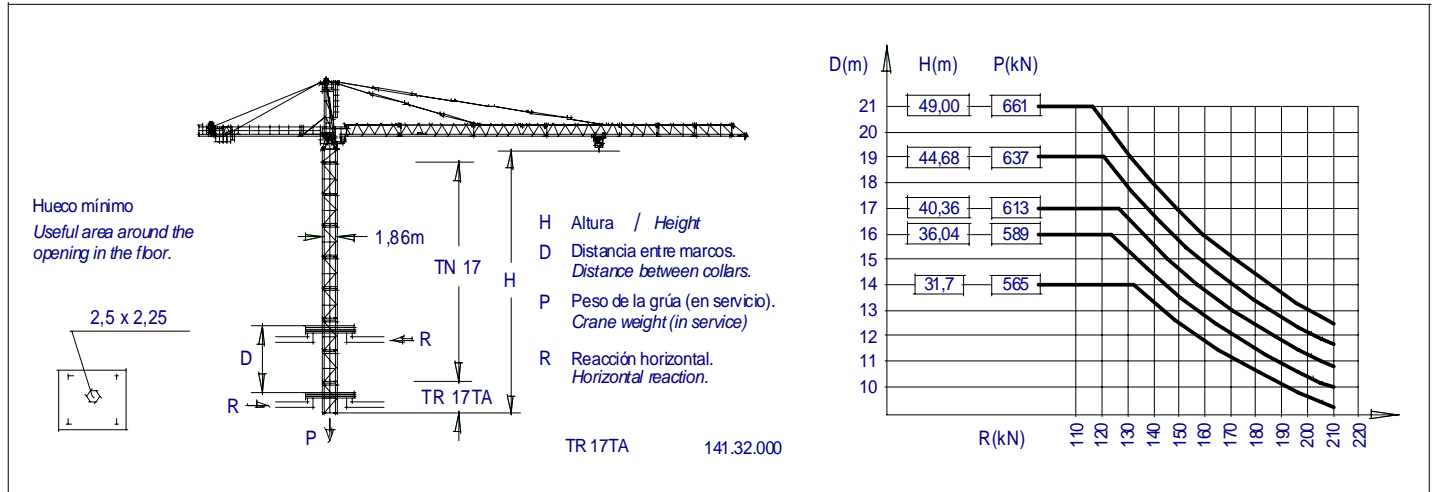 Hueco mínimo
Useful area around the
opening in the floor.
2,5 x 2,25
1,86m
TN 17
H
D
R
R
TR 17TA
P
H Altura / Height
D Distancia entre marcos.
Distance between collars.
P Peso de la grúa (en servicio).
Crane weight (in service)
R Reacción horizontal.
Horizontal reaction.
TR 17TA 141.32.000
D(m) H(m) P(kN)
21 49,00 661
20
19 44,68 637
18
17 40,36 613
16 36,04 589
15
14 31,7 565
13
12
11
10
R(kN) 110 120 130 140 150 160 170 180 190 200 210 220